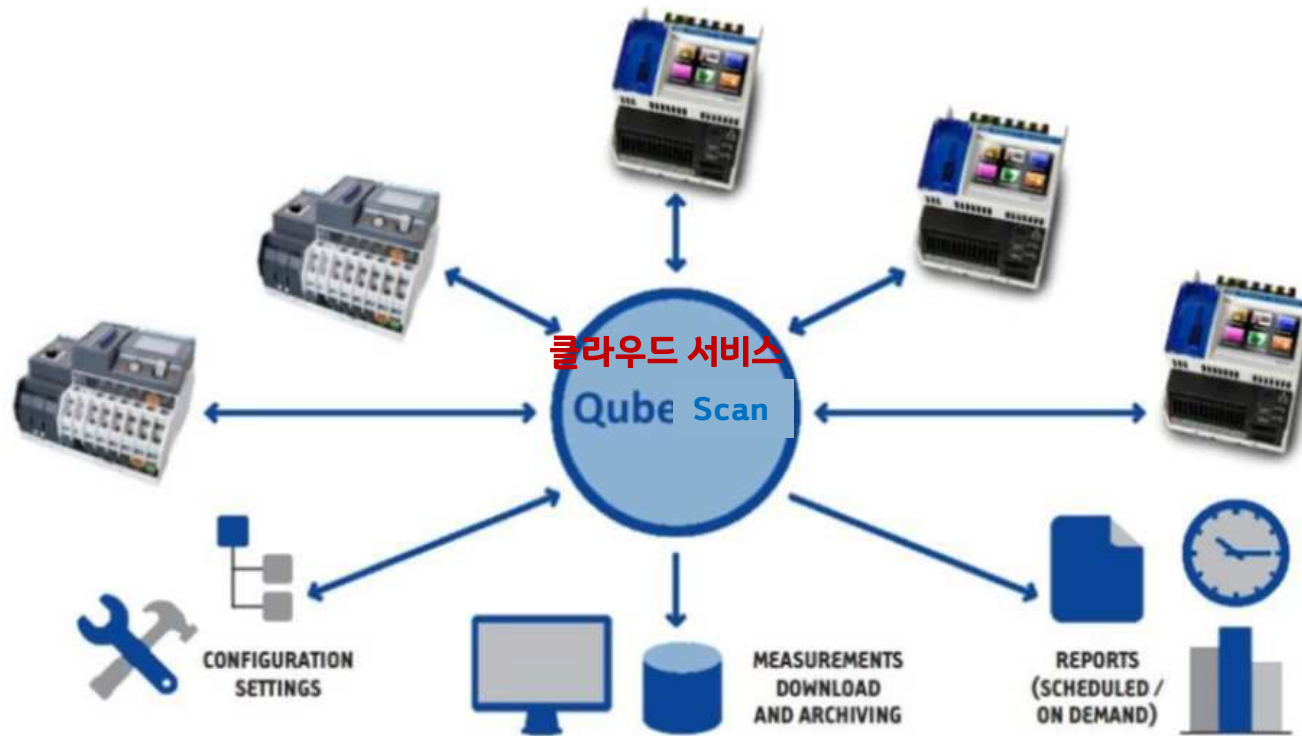 클라우드 서비스
Qube Scan
CONFIGURATION
SETTINGS
MEASUREMENTS
DOWNLOAD
AND ARCHIVING
REPORTS
(SCHEDULED /
ON DEMAND)